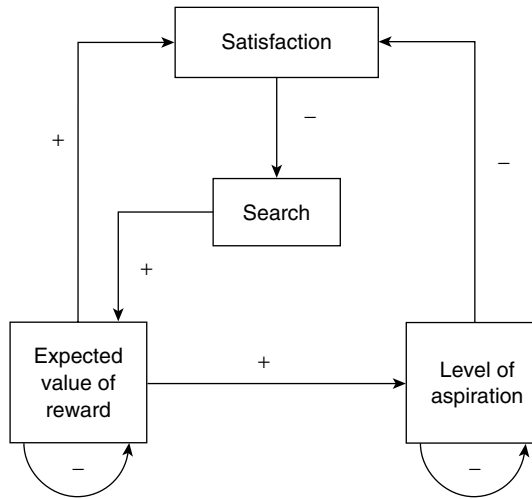 Satisfaction
+
−
−
Search
+
Expected
value of
reward
+
Level of
aspiration
−
−